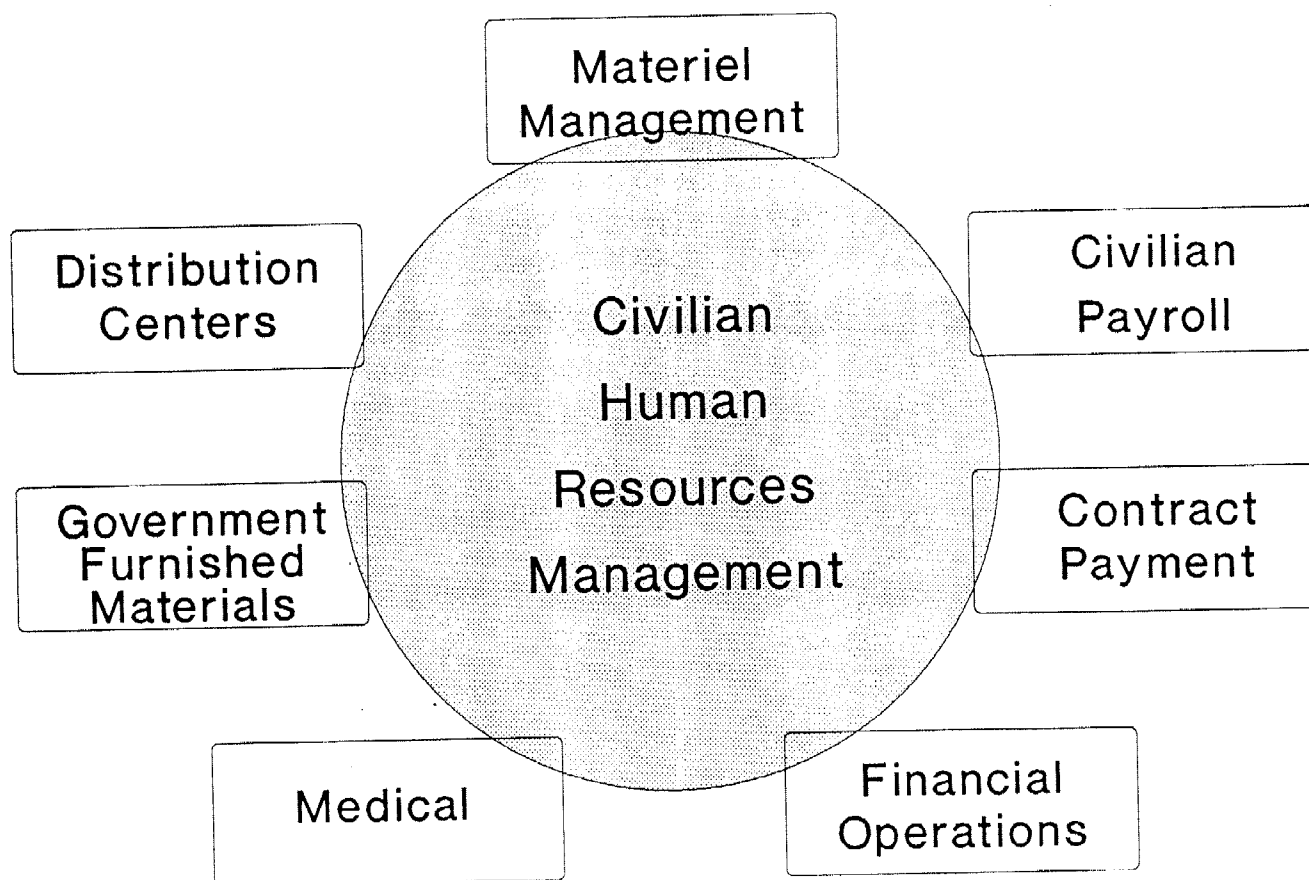 Materiel
Management
Distribution
Centers
Civilian
Payroll
Civilian
Human
Resources
Management
Government
Furnished
Materials
Contract
Payment
Medical
Financial
Operations